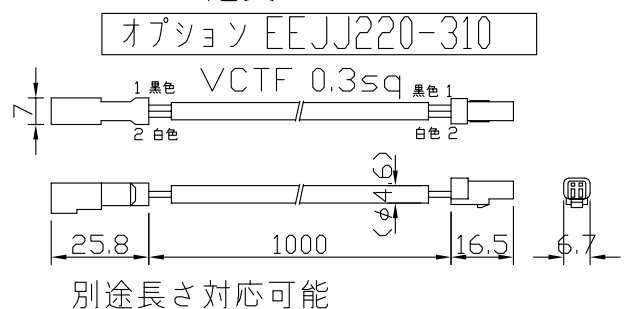 オプション EEJJ220-310
VCTF 0.3sq
1 黒色
黒色 1
7
2 白色
白色 2
(φ4.6)
25.8
1000
16.5
6.7
別途長さ対応可能